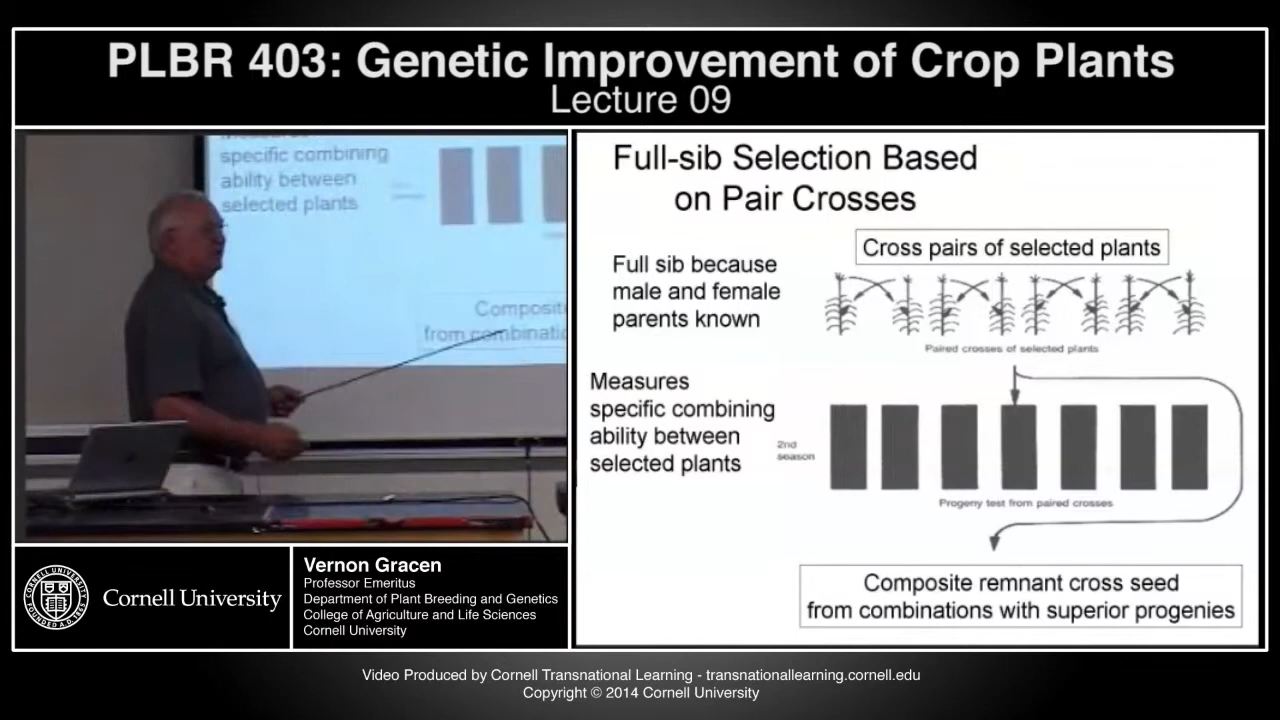 PLBR 403: Genetic Improvement of Crop Plants
Lecture 09
specific combining
ability between
selected plants
Full-sib Selection Based
on Pair Crosses
Cross pairs of selected plants
Full sib because
male and female
parents known
Paired crosses of selected plants
Measures
specific combining
ability between
selected plants
2nd
season
Progeny test from paired crosses
Composite remnant cross seed
from combinations with superior progenies
Cornell University
Vernon Gracen
Professor Emeritus
Department of Plant Breeding and Genetics
College of Agriculture and Life Sciences
Cornell University
Video Produced by Cornell Transnational Learning - transnationallearning.cornell.edu
Copyright © 2014 Cornell University